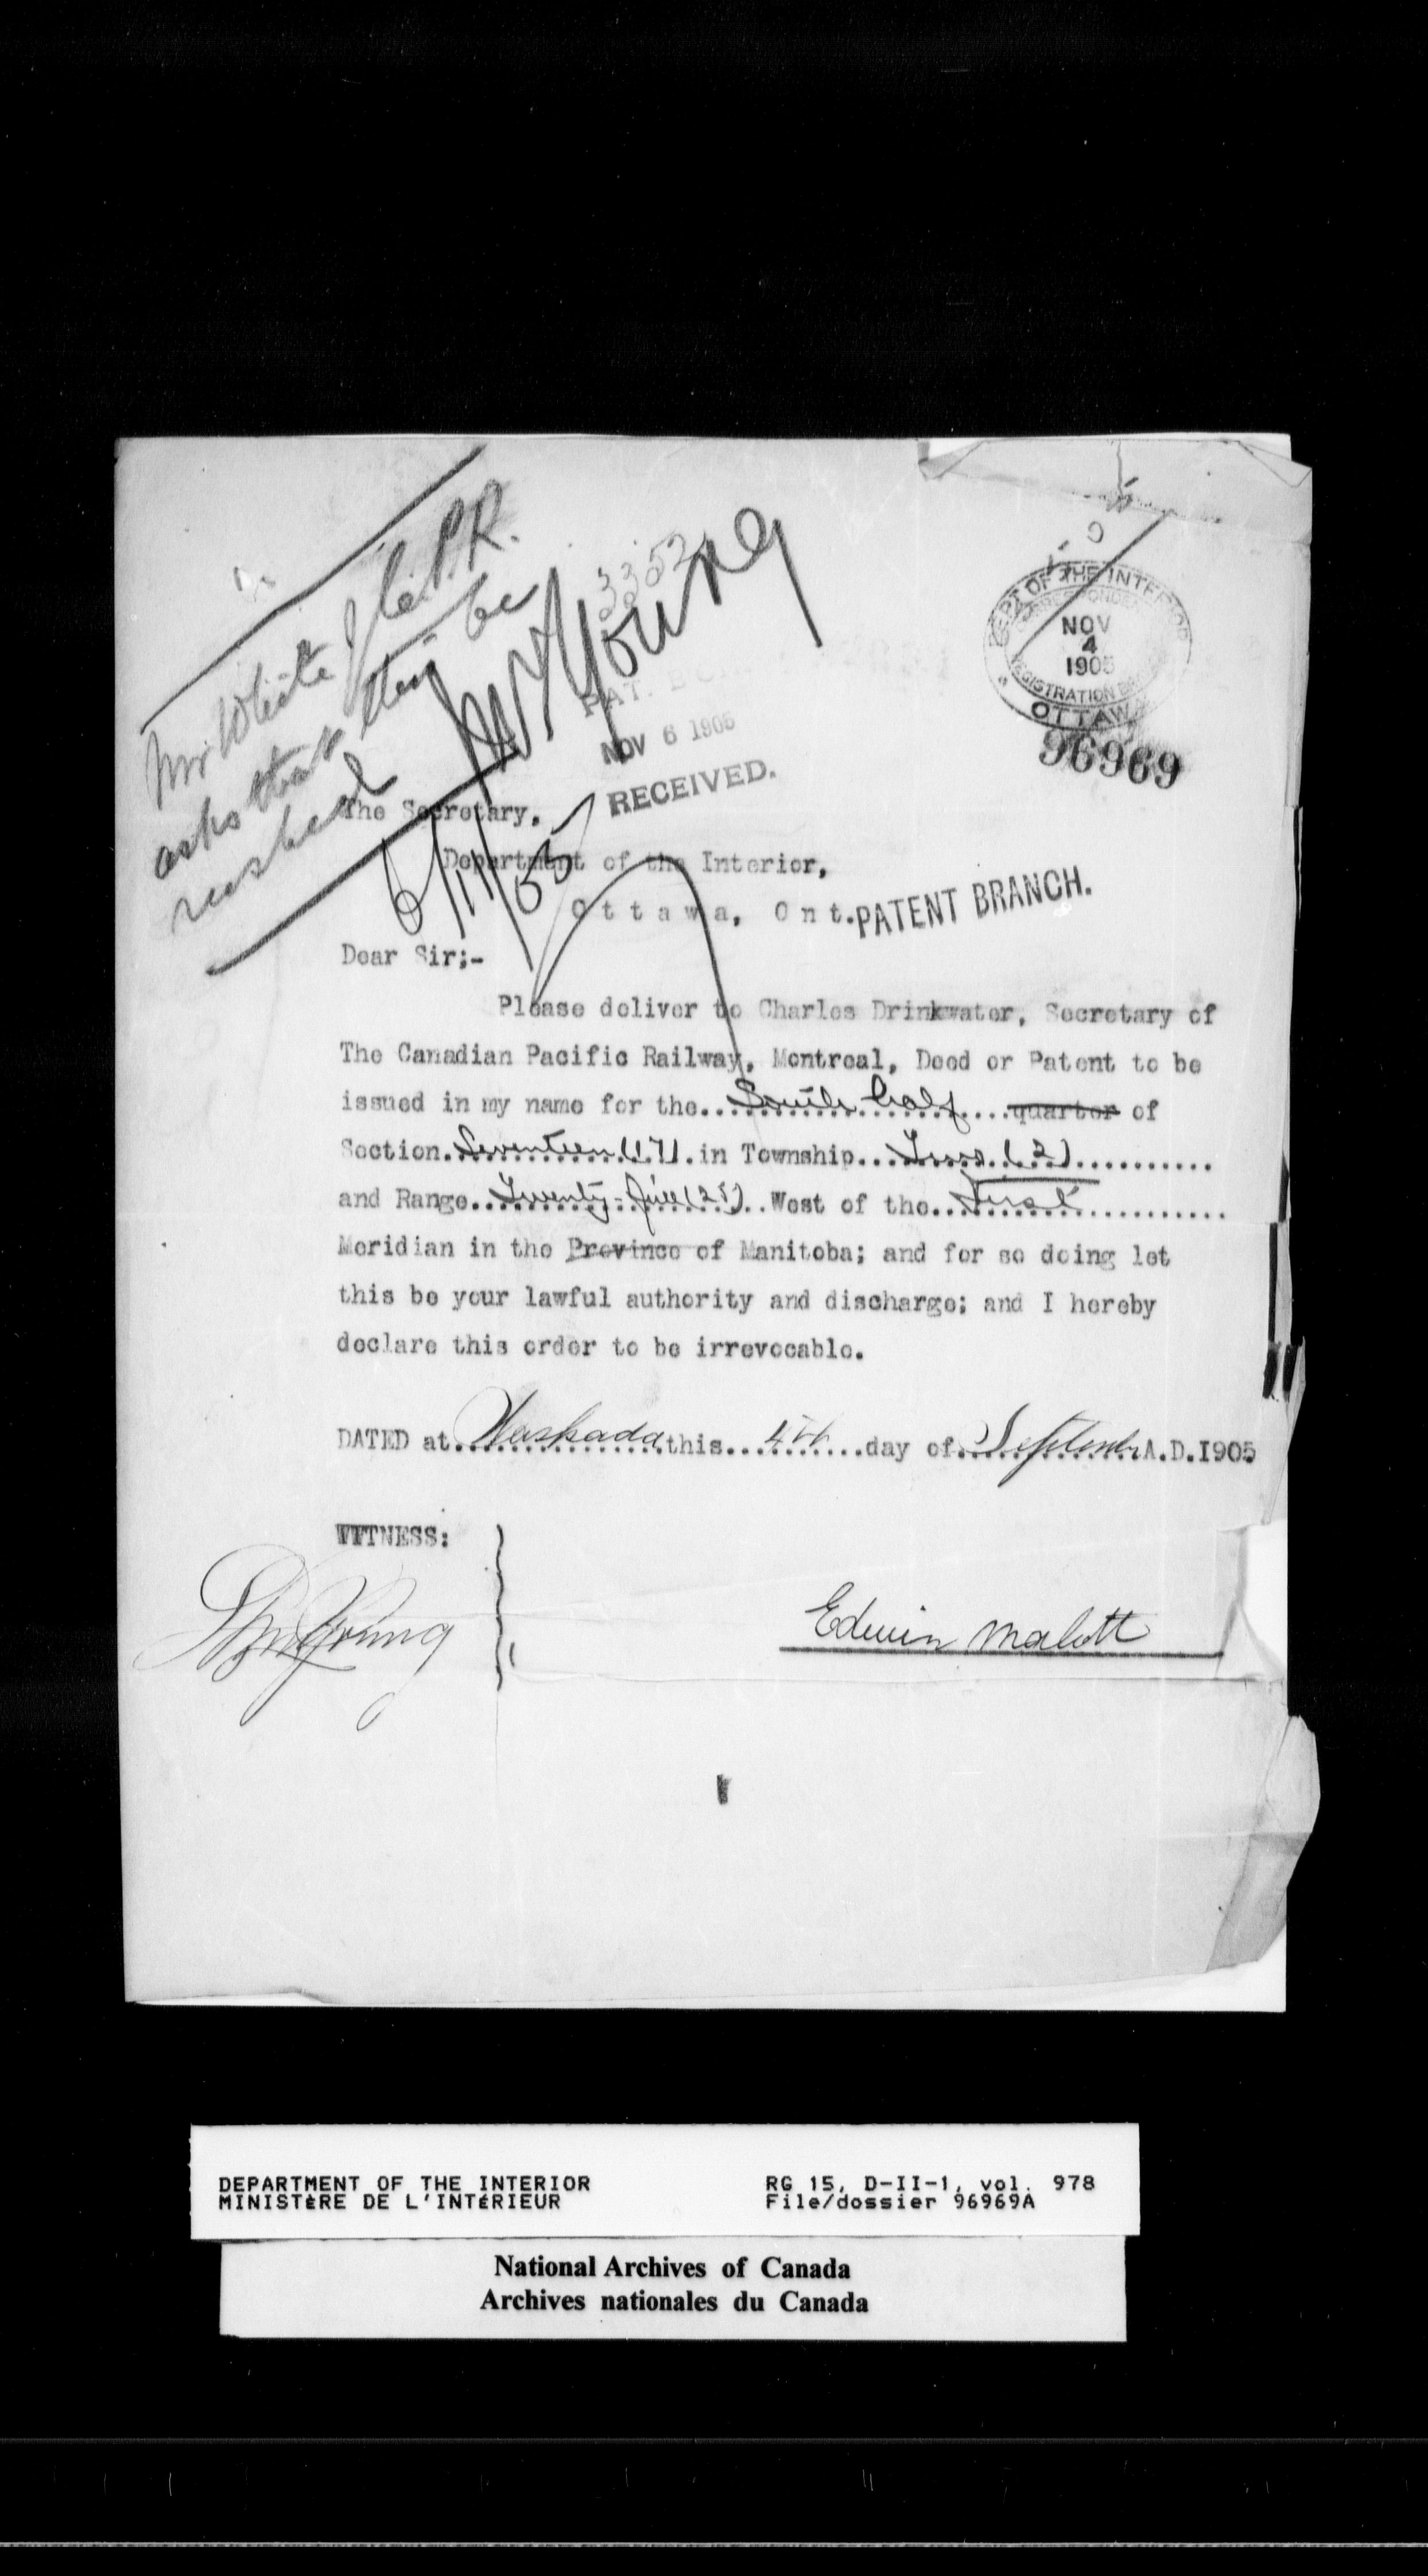 Mr White of C.P.R.
asks that this be
rushed
6/11/05
3352
DEPT OF THE INTERIOR
NOV
4
1905
REGISTRATION
OTTAWA
96969
PAT.
NOV 6 1905
RECEIVED.
The Secretary,
Department of the Interior,
Ottawa, Ont.
PATENT BRANCH.
Dear Sir;-
Please deliver to Charles Drinkwater, Secretary of
The Canadian Pacific Railway, Montreal, Deed or Patent to be
issued in my name for the..South half....quarter of
Section.Seventeen (17).in Township...Two (2)...........
and Range..Twenty-five (25)..West of the..First..............
Meridian in the Province of Manitoba; and for so doing let
this be your lawful authority and discharge; and I hereby
declare this order to be irrevocable.
DATED at.Waskada.this...4th...day of.September.A.D.1905
WITNESS:
Edwin Malott
DEPARTMENT OF THE INTERIOR
MINISTÈRE DE L'INTÉRIEUR
RG 15, D-II-1, vol. 978
File/dossier 96969A
National Archives of Canada
Archives nationales du Canada